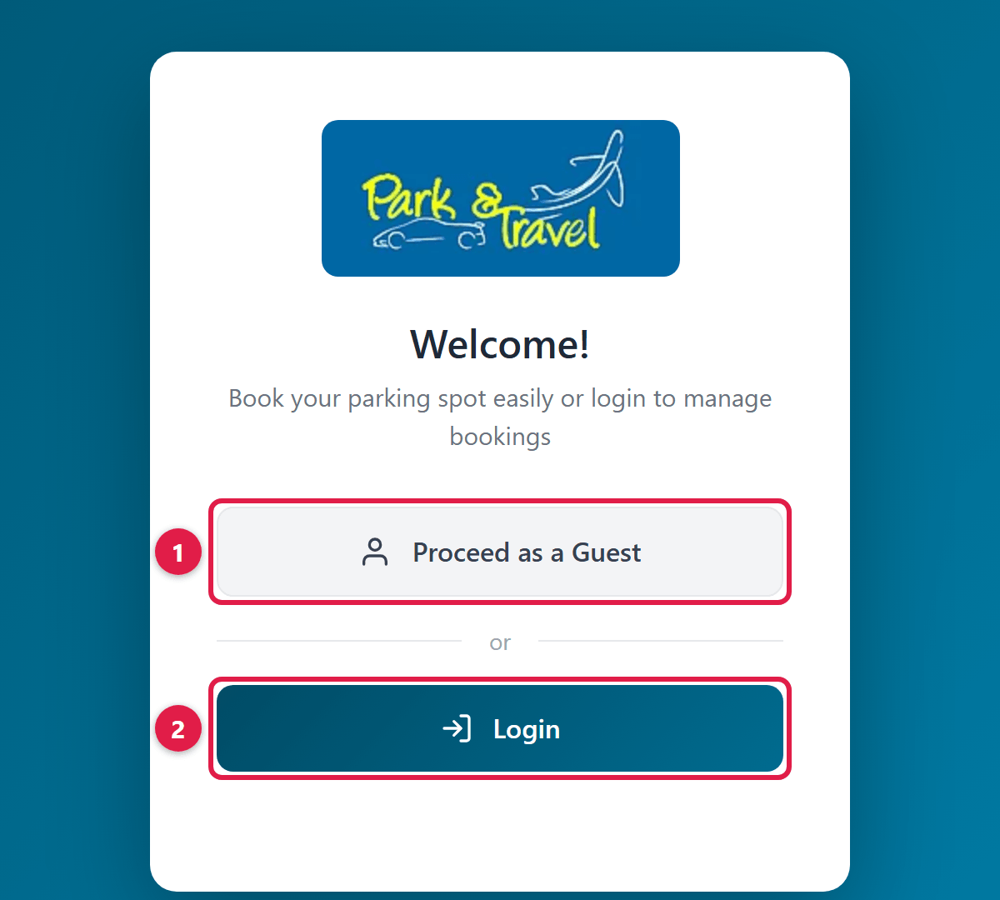 Park &
Travel
Welcome!
Book your parking spot easily or login to manage
bookings
1
Proceed as a Guest
or
2
Login